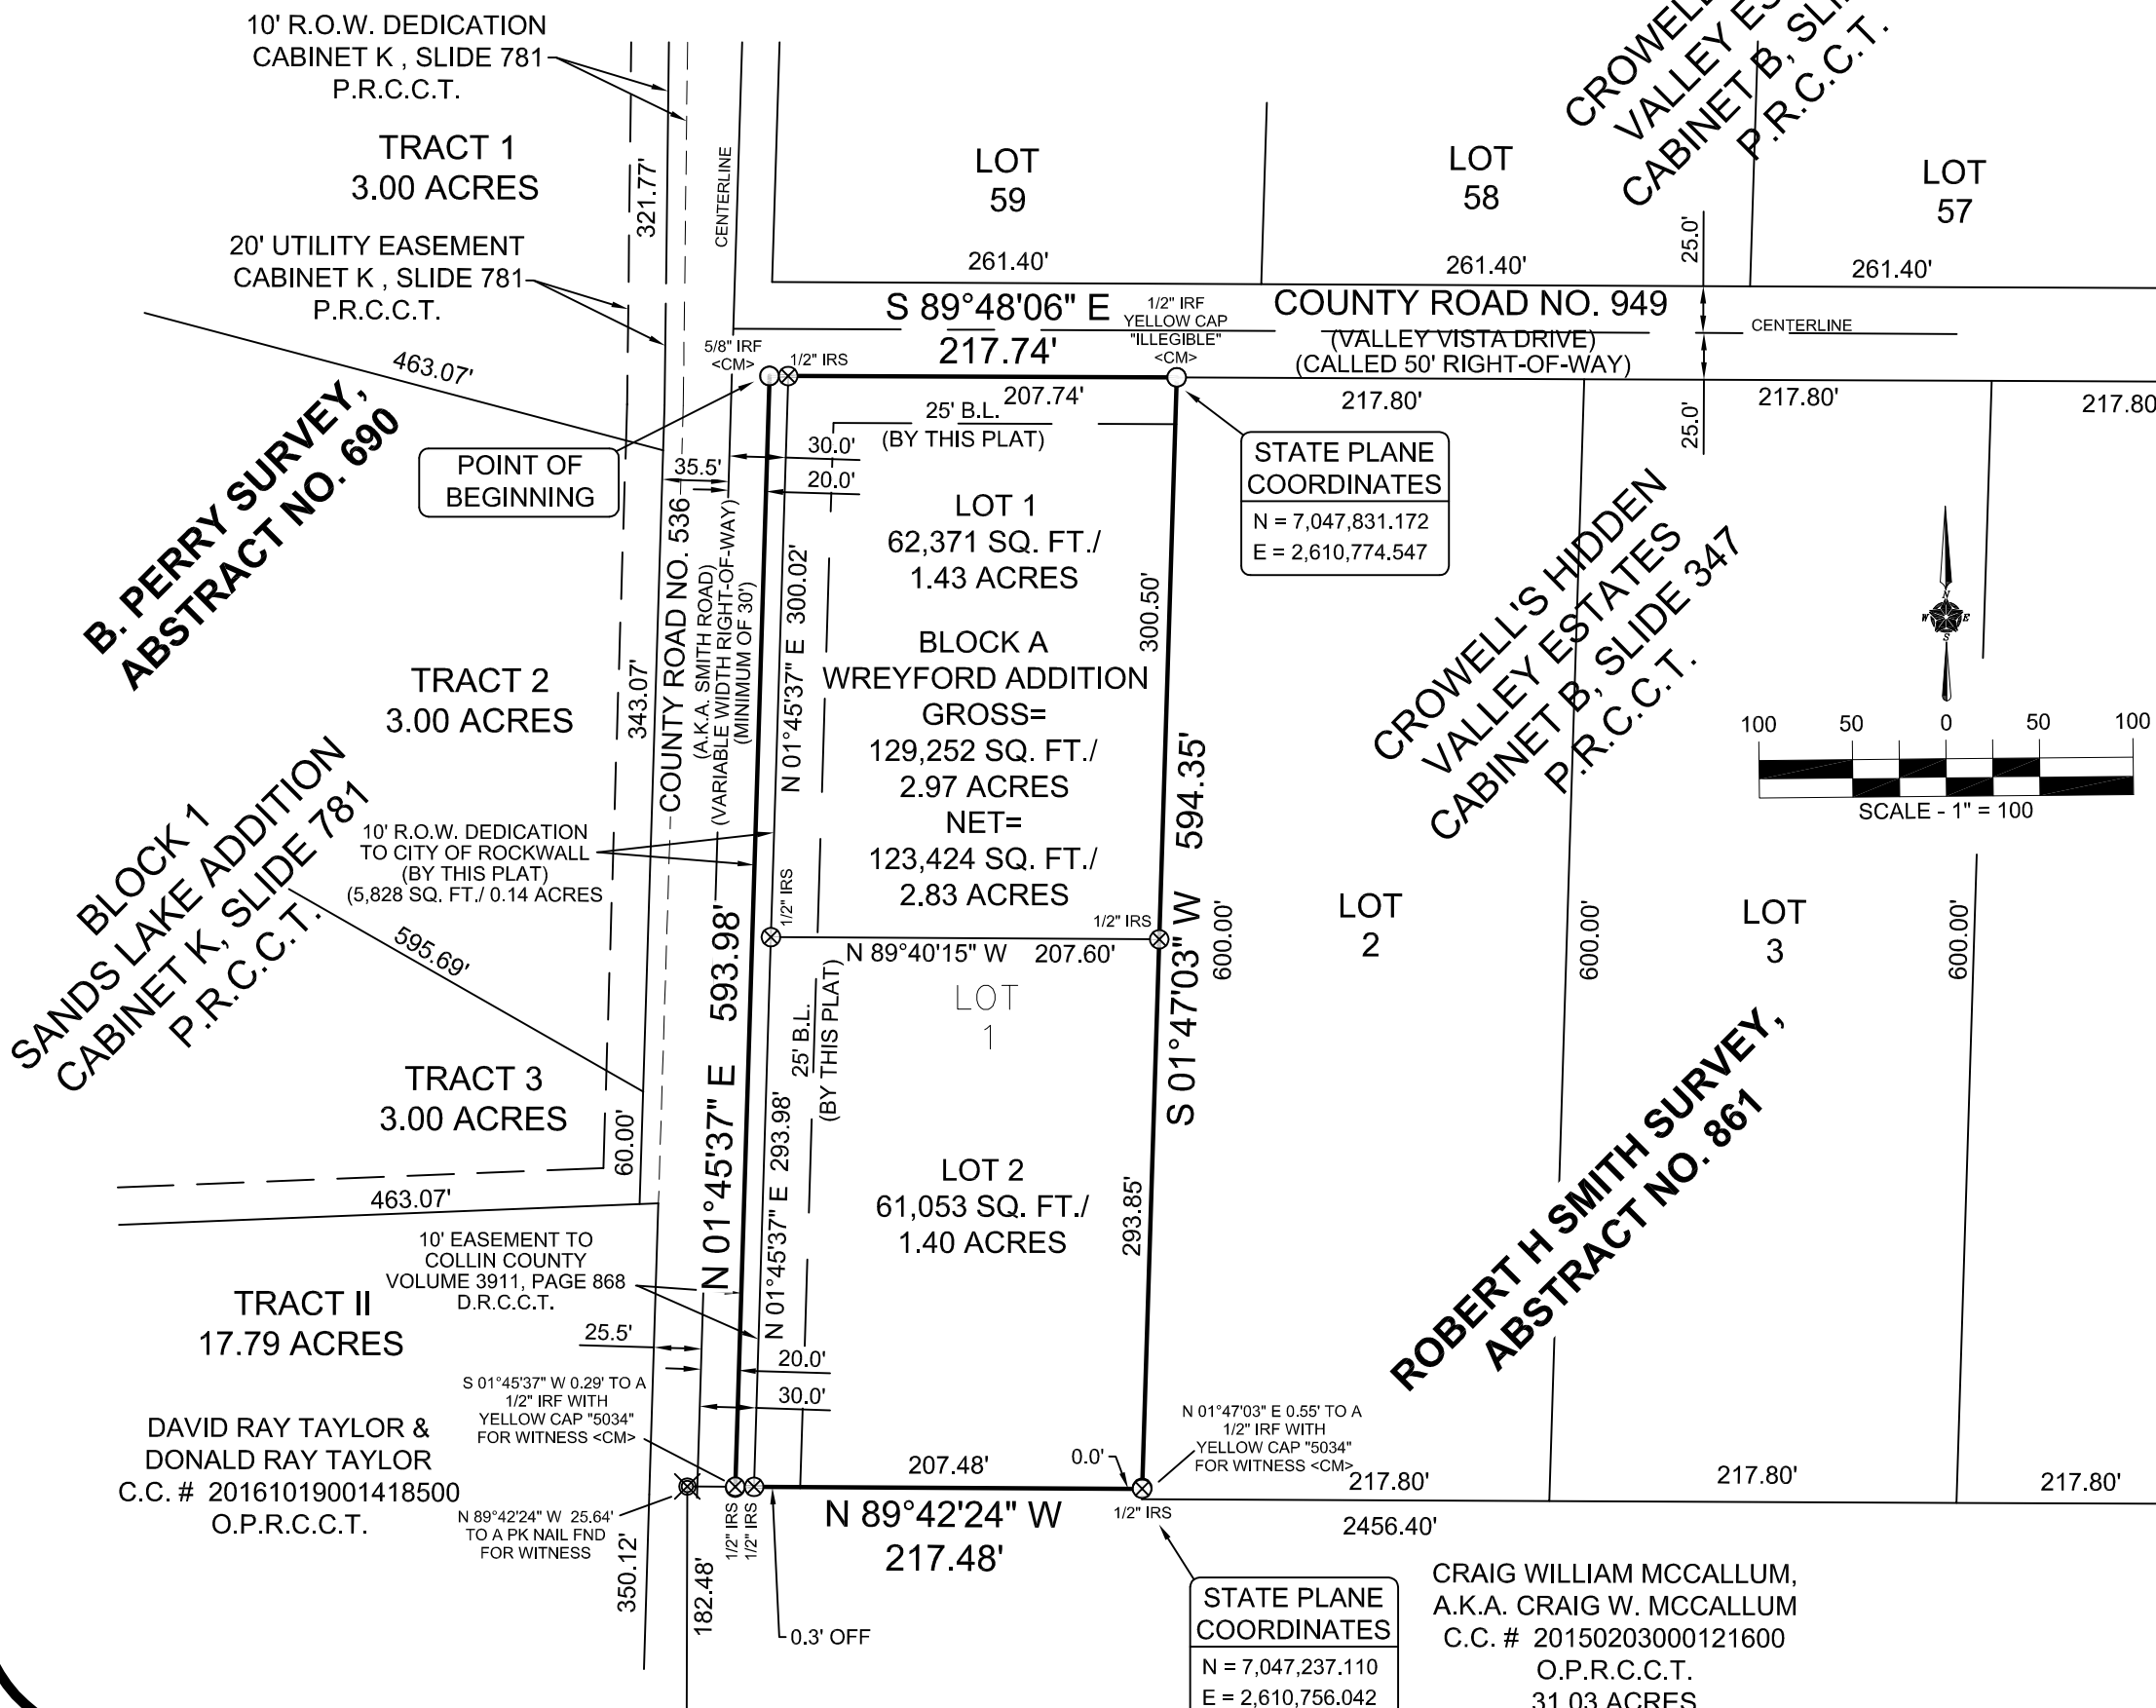 10' R.O.W. DEDICATION
CABINET K , SLIDE 781
P.R.C.C.T.
TRACT 1
3.00 ACRES
20' UTILITY EASEMENT
CABINET K , SLIDE 781
P.R.C.C.T.
321.77'
CENTERLINE
LOT
59
261.40'
LOT
58
261.40'
CROWELL
VALLEY
CABINET B,
P.R.C.C.T.
LOT
57
261.40'
25.0'
S 89°48'06" E
217.74'
1/2" IRF
YELLOW CAP
"ILLEGIBLE"
<CM>
COUNTY ROAD NO. 949
(VALLEY VISTA DRIVE)
(CALLED 50' RIGHT-OF-WAY)
CENTERLINE
463.07'
5/8" IRF
<CM>
1/2" IRS
207.74'
25' B.L.
(BY THIS PLAT)
217.80'
25.0'
217.80'
217.80
B. PERRY SURVEY,
ABSTRACT NO. 690
POINT OF
BEGINNING
35.5'
30.0'
20.0'
STATE PLANE
COORDINATES
N = 7,047,831.172
E = 2,610,774.547
LOT 1
62,371 SQ. FT./
1.43 ACRES
COUNTY ROAD NO. 536
(A.K.A. SMITH ROAD)
(VARIABLE WIDTH RIGHT-OF-WAY)
(MINIMUM OF 30')
N 01°45'37" E 300.02'
300.50'
BLOCK A
WREYFORD ADDITION
GROSS=
129,252 SQ. FT./
2.97 ACRES
NET=
123,424 SQ. FT./
2.83 ACRES
TRACT 2
3.00 ACRES
343.07'
CROWELL'S HIDDEN
VALLEY ESTATES
CABINET B, SLIDE 347
P.R.C.C.T.
N
W
E
S
100 50 0 50 100
SCALE - 1" = 100
BLOCK 1
SANDS LAKE ADDITION
CABINET K, SLIDE 781
P.R.C.C.T.
10' R.O.W. DEDICATION
TO CITY OF ROCKWALL
(BY THIS PLAT)
(5,828 SQ. FT./ 0.14 ACRES
595.69'
1/2" IRS
1/2" IRS
N 89°40'15" W 207.60'
LOT
1
N 01°45'37" E 593.98'
S 01°47'03" W 594.35'
600.00'
LOT
2
600.00'
LOT
3
600.00'
25' B.L.
(BY THIS PLAT)
TRACT 3
3.00 ACRES
60.00'
463.07'
N 01°45'37" E 293.98'
LOT 2
61,053 SQ. FT./
1.40 ACRES
293.85'
ROBERT H SMITH SURVEY,
ABSTRACT NO. 861
10' EASEMENT TO
COLLIN COUNTY
VOLUME 3911, PAGE 868
D.R.C.C.T.
TRACT II
17.79 ACRES
25.5'
20.0'
30.0'
S 01°45'37" W 0.29' TO A
1/2" IRF WITH
YELLOW CAP "5034"
FOR WITNESS <CM>
DAVID RAY TAYLOR &
DONALD RAY TAYLOR
C.C. # 20161019001418500
O.P.R.C.C.T.
N 89°42'24" W 25.64'
TO A PK NAIL FND
FOR WITNESS
350.12'
182.48'
1/2" IRS
1/2" IRS
207.48'
N 89°42'24" W
217.48'
0.3' OFF
0.0'
N 01°47'03" E 0.55' TO A
1/2" IRF WITH
YELLOW CAP "5034"
FOR WITNESS <CM>
1/2" IRS
217.80'
217.80'
217.80'
2456.40'
STATE PLANE
COORDINATES
N = 7,047,237.110
E = 2,610,756.042
CRAIG WILLIAM MCCALLUM,
A.K.A. CRAIG W. MCCALLUM
C.C. # 20150203000121600
O.P.R.C.C.T.
31.03 ACRES